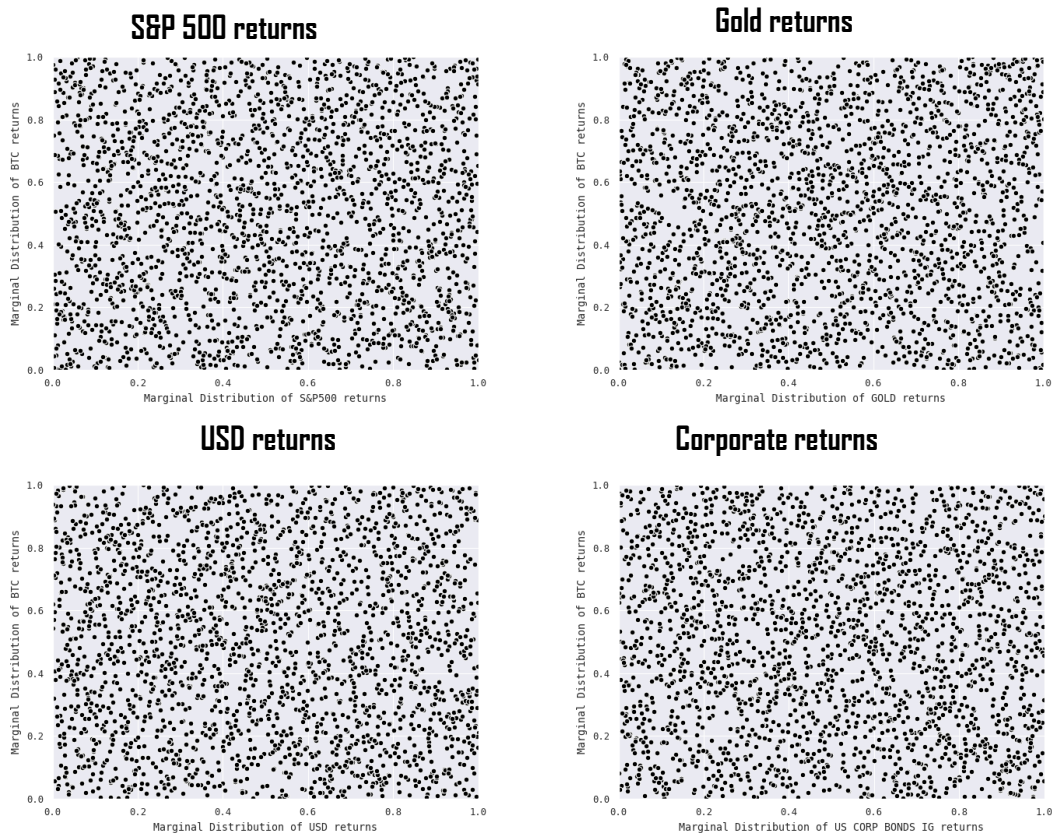 S&P 500 returns
Gold returns
1.0
0.8
0.6
0.4
0.2
0.0
Marginal Distribution of BTC returns
0.0 0.2 0.4 0.6 0.8 1.0
Marginal Distribution of S&P500 returns
1.0
0.8
0.6
0.4
0.2
0.0
Marginal Distribution of BTC returns
0.0 0.2 0.4 0.6 0.8 1.0
Marginal Distribution of GOLD returns
USD returns
Corporate returns
1.0
0.8
0.6
0.4
0.2
0.0
Marginal Distribution of BTC returns
0.0 0.2 0.4 0.6 0.8 1.0
Marginal Distribution of USD returns
1.0
0.8
0.6
0.4
0.2
0.0
Marginal Distribution of BTC returns
0.0 0.2 0.4 0.6 0.8 1.0
Marginal Distribution of US CORP BONDS IG returns